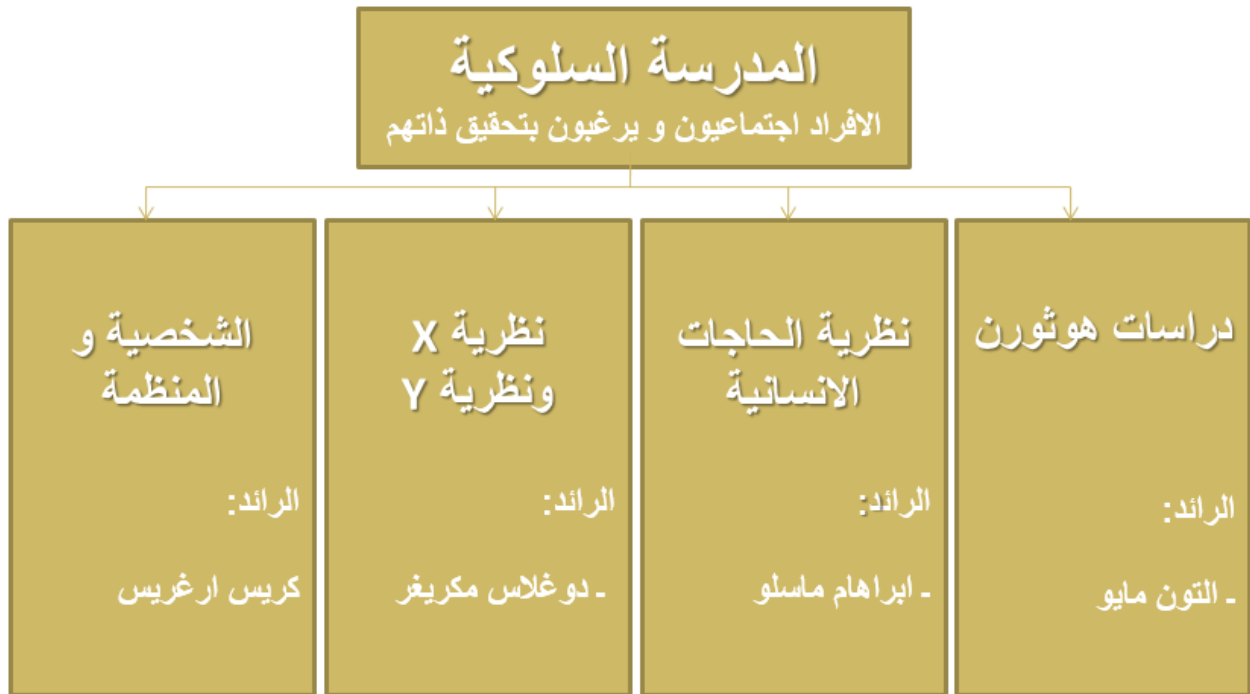 المدرسة السلوكية
الافراد اجتماعيون و يرغبون بتحقيق ذاتهم
دراسات هوثورن
الرائد:
ـ التون مايو
نظرية الحاجات
الانسانية
الرائد:
ـ ابراهام ماسلو
نظرية X
ونظرية Y
الرائد:
ـ دوغلاس مكريغر
الشخصية و
المنظمة
الرائد:
كريس ارغريس